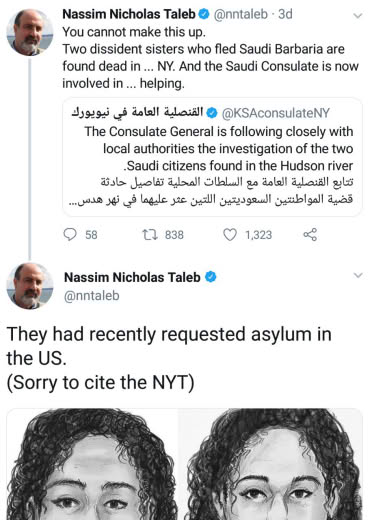 Nassim Nicholas Taleb @nntaleb · 3d
You cannot make this up.
Two dissident sisters who fled Saudi Barbaria are
found dead in ... NY. And the Saudi Consulate is now
involved in ... helping.
القنصلية العامة في نيويورك @KSAconsulateNY
The Consulate General is following closely with
local authorities the investigation of the two
.Saudi citizens found in the Hudson river
تتابع القنصلية العامة مع السلطات المحلية تفاصيل حادثة
قضية المواطنتين السعوديتين اللتين عثر عليهما في نهر هدس...
58 838 1,323
Nassim Nicholas Taleb
@nntaleb
They had recently requested asylum in
the US.
(Sorry to cite the NYT)